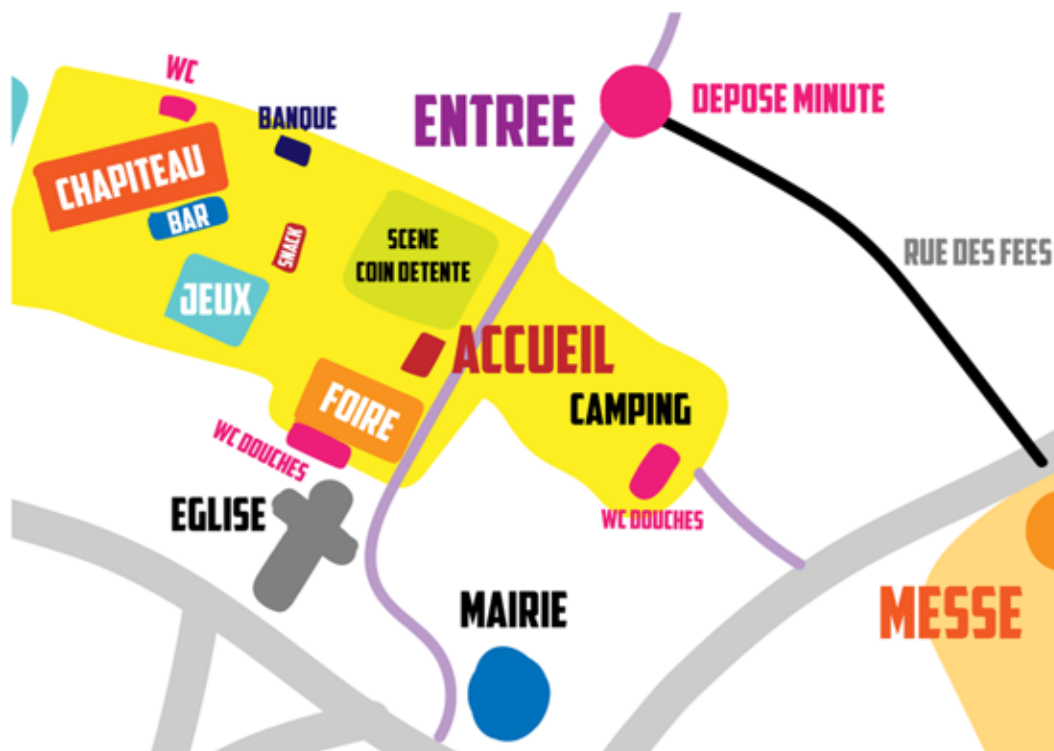 WC
BANQUE
ENTREE
DEPOSE MINUTE
CHAPITEAU
BAR
SNACK
SCENE
COIN DETENTE
RUE DES FEES
JEUX
ACCUEIL
FOIRE
CAMPING
WC DOUCHES
EGLISE
WC DOUCHES
MAIRIE
MESSE